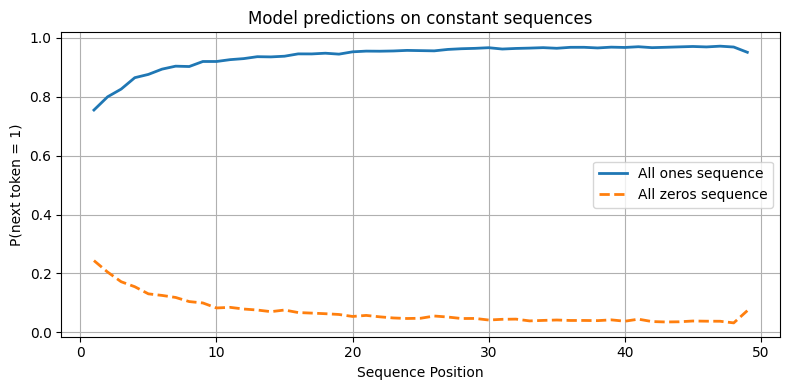 Model predictions on constant sequences
P(next token = 1)
1.0
0.8
0.6
0.4
0.2
0.0
All ones sequence
All zeros sequence
0 10 20 30 40 50
Sequence Position